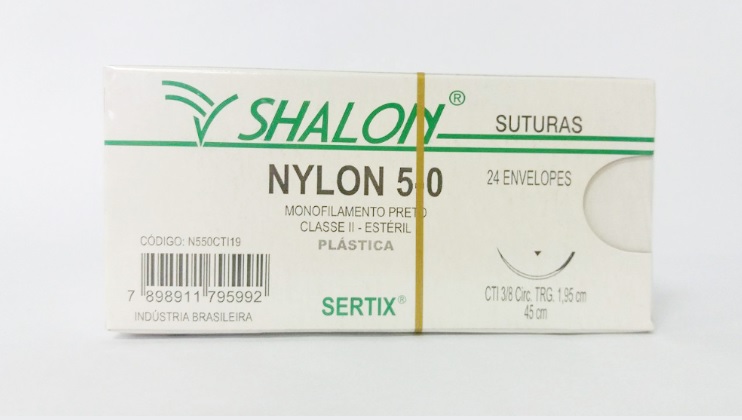 SHALON®
SUTURAS
NYLON 5-0
24 ENVELOPES
MONOFILAMENTO PRETO
CLASSE II - ESTÉRIL
PLÁSTICA
CÓDIGO: N550CTI19
7 898911 795992
INDÚSTRIA BRASILEIRA
SERTIX®
CTI 3/8 Circ. TRG. 1,95 cm
45 cm